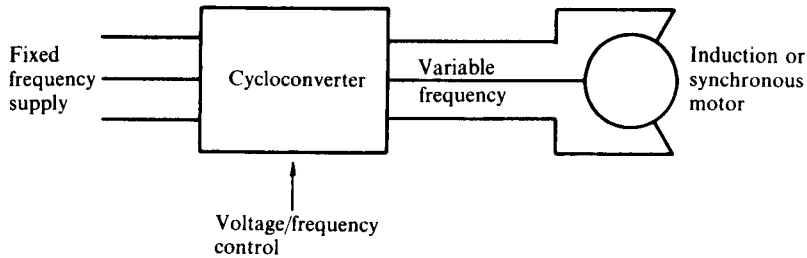 Fixed
frequency
supply
Cycloconverter
Variable
frequency
Induction or
synchronous
motor
Voltage/frequency
control